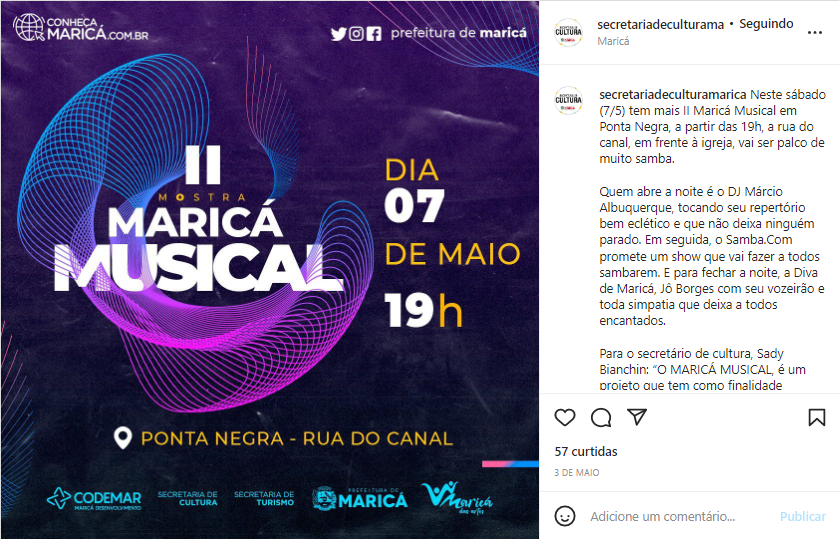 CONHEÇA
MARICÁ.COM.BR
prefeitura de maricá
II
MOSTRA
MARICÁ
MUSICAL
DIA
07
DE MAIO
19h
PONTA NEGRA - RUA DO CANAL
CODEMAR
MARICÁ DESENVOLVIMENTO
SECRETARIA DE
CULTURA
SECRETARIA DE
TURISMO
PREFEITURA DE
MARICÁ
Maricá
das artes
CULTURA
secretariadeculturama • Seguindo
Maricá
CULTURA
secretariadeculturamarica Neste sábado
(7/5) tem mais II Maricá Musical em
Ponta Negra, a partir das 19h, a rua do
canal, em frente à igreja, vai ser palco de
muito samba.
Quem abre a noite é o DJ Márcio
Albuquerque, tocando seu repertório
bem eclético e que não deixa ninguém
parado. Em seguida, o Samba.Com
promete um show que vai fazer a todos
sambarem. E para fechar a noite, a Diva
de Maricá, Jô Borges com seu vozeirão e
toda simpatia que deixa a todos
encantados.
Para o secretário de cultura, Sady
Bianchin: “O MARICÁ MUSICAL, é um
projeto que tem como finalidade
57 curtidas
3 DE MAIO
Adicione um comentário...
Publicar